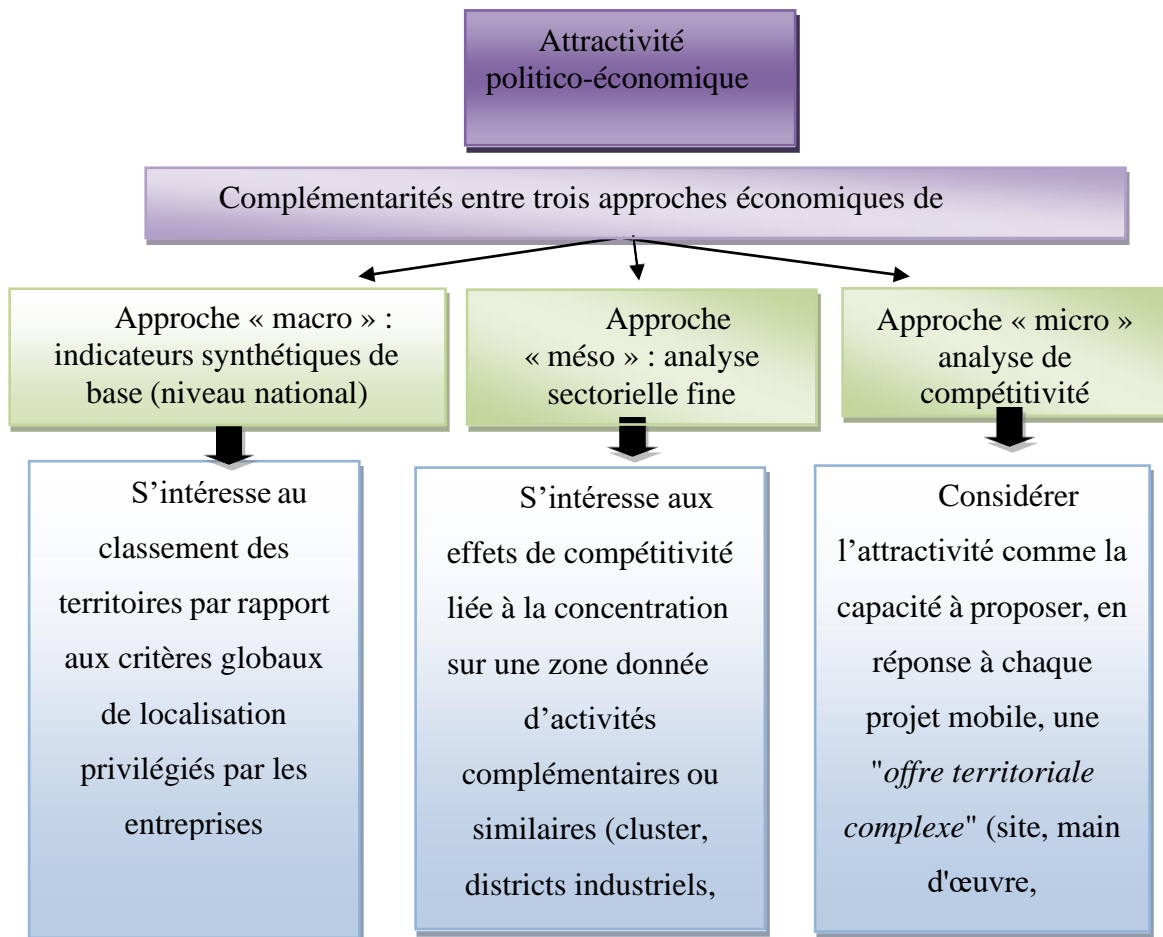 Attractivité
politico-économique
Complémentarités entre trois approches économiques de
Approche « macro » :
indicateurs synthétiques de
base (niveau national)
Approche
« méso » : analyse
sectorielle fine
Approche « micro »
analyse de
compétitivité
S’intéresse au
classement des
territoires par rapport
aux critères globaux
de localisation
privilégiés par les
entreprises
S’intéresse aux
effets de compétitivité
liée à la concentration
sur une zone donnée
d’activités
complémentaires ou
similaires (cluster,
districts industriels,
Considérer
l’attractivité comme la
capacité à proposer, en
réponse à chaque
projet mobile, une
"offre territoriale
complexe" (site, main
d'œuvre,